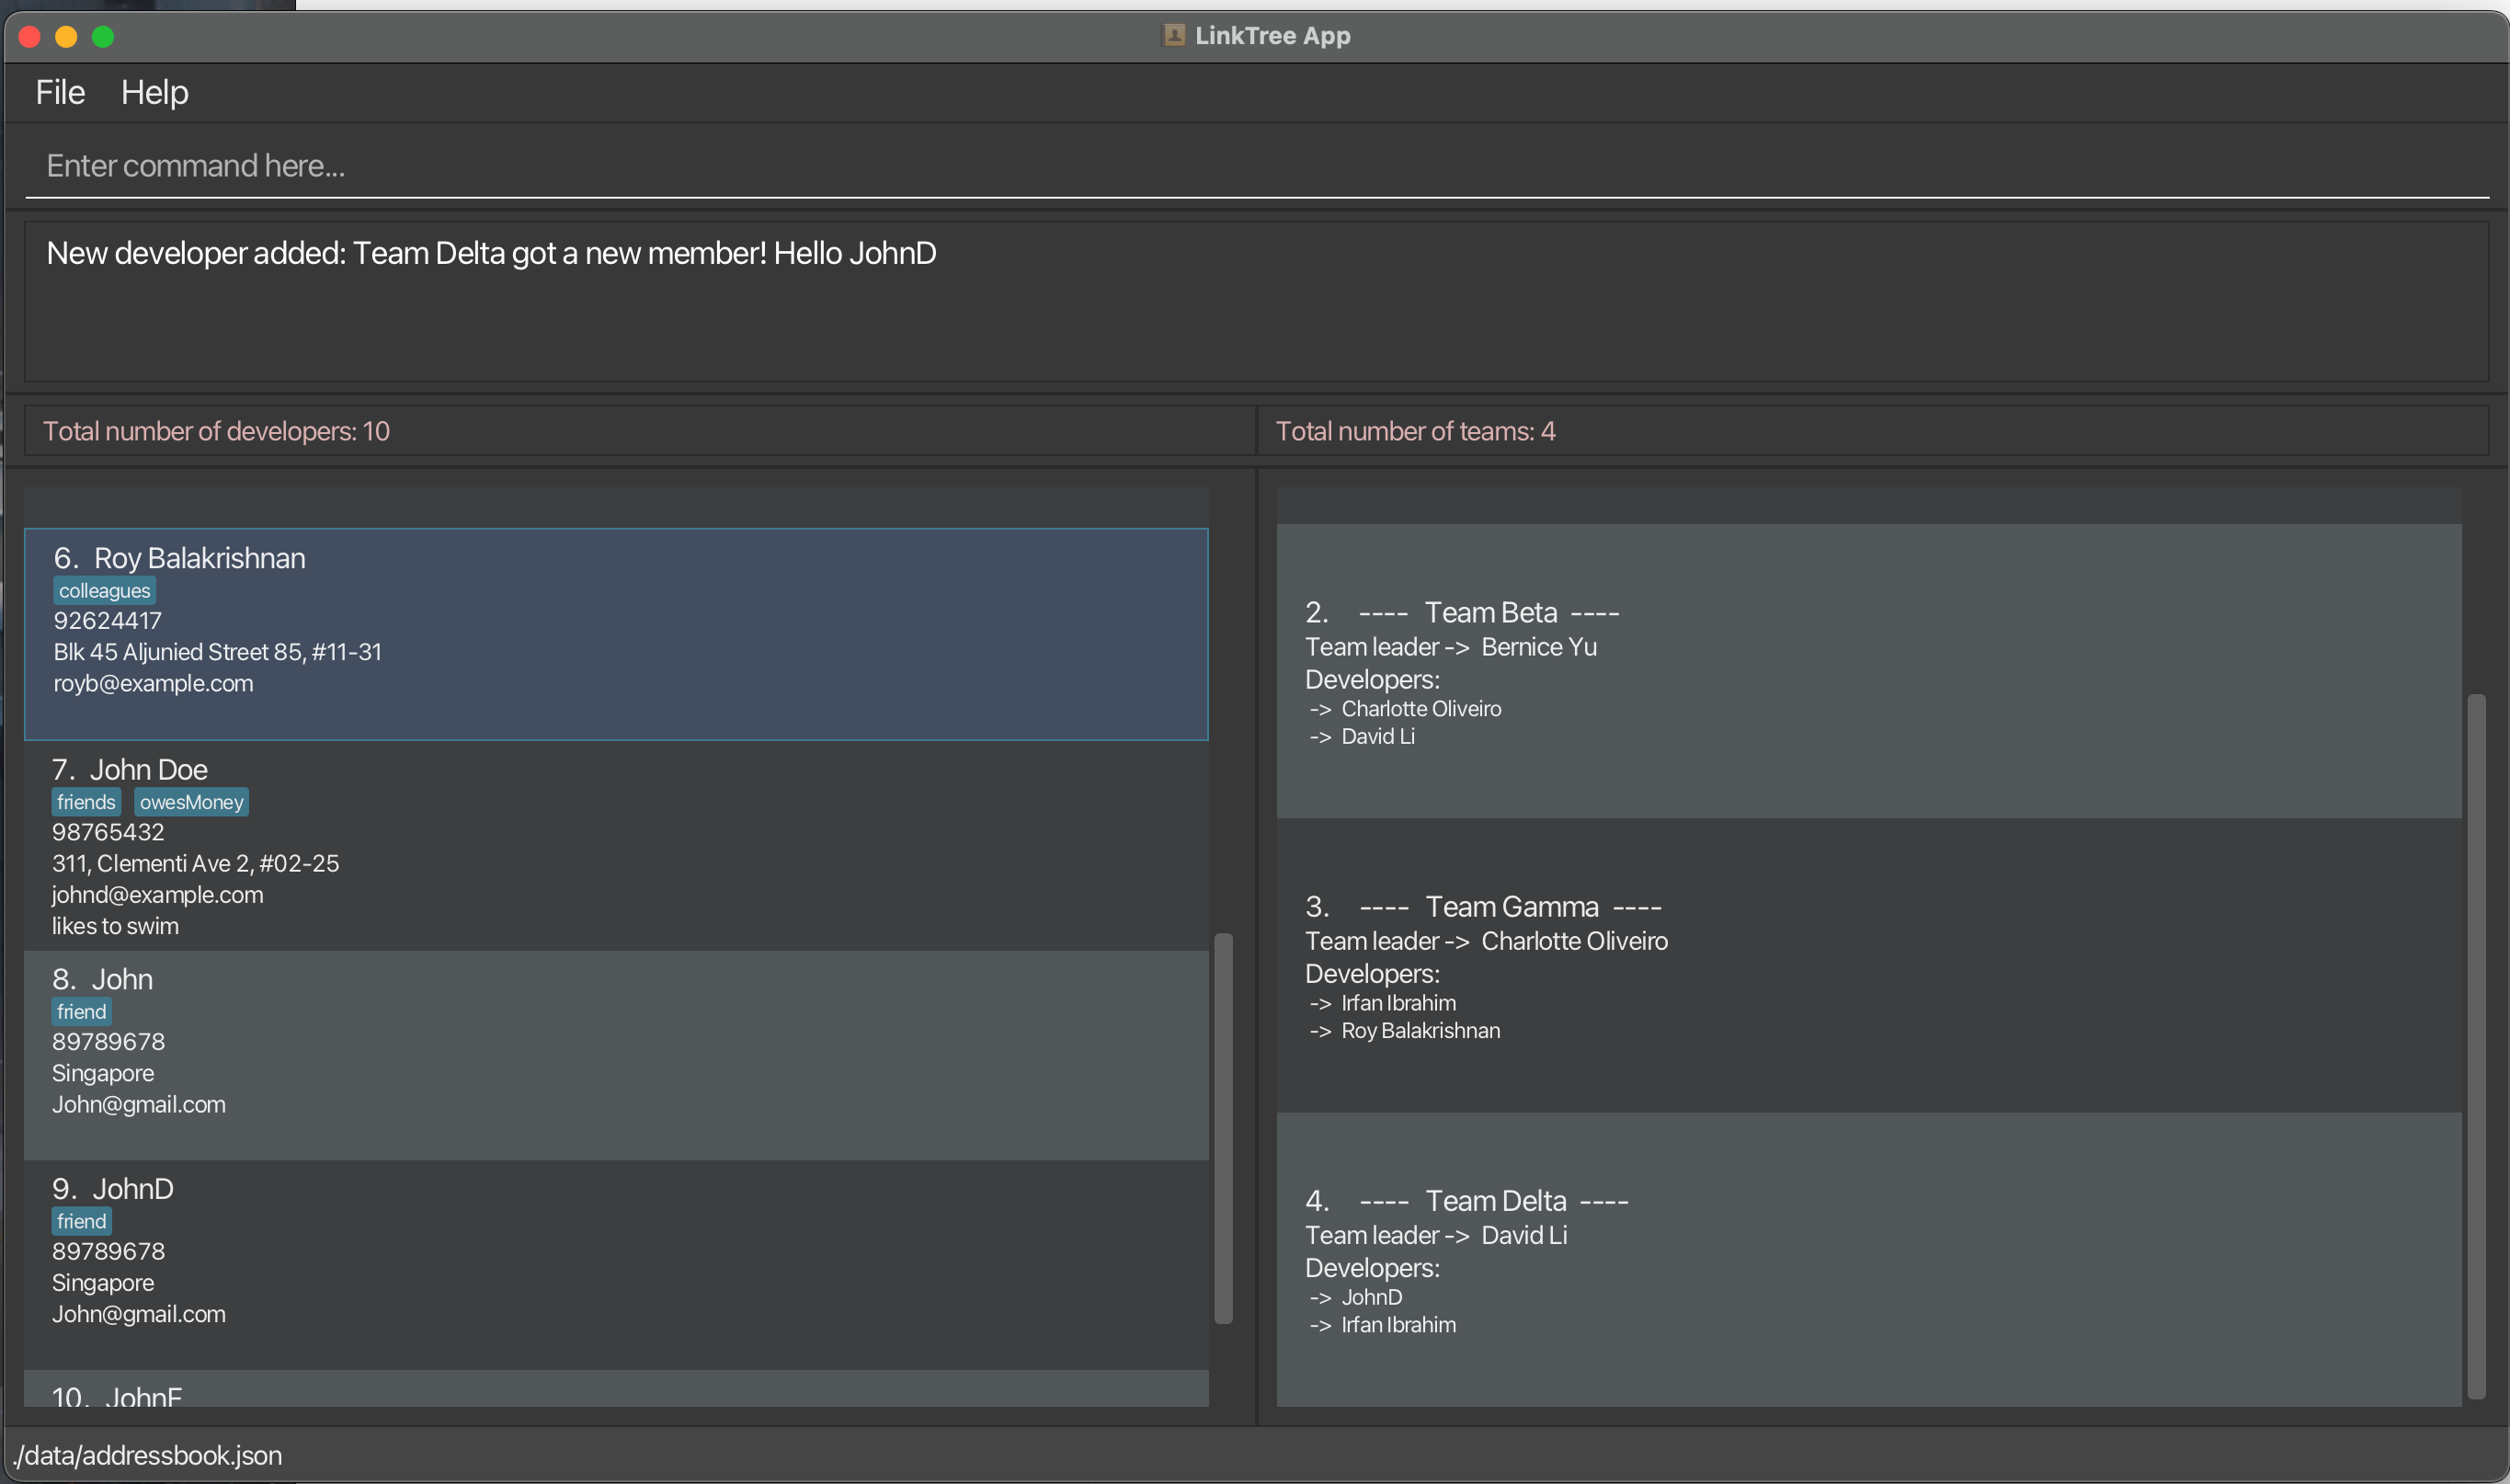 LinkTree App
File Help
Enter command here...
New developer added: Team Delta got a new member! Hello JohnD
Total number of developers: 10
Total number of teams: 4
6. Roy Balakrishnan
colleagues
92624417
Blk 45 Aljunied Street 85, #11-31
royb@example.com
7. John Doe
friends owesMoney
98765432
311, Clementi Ave 2, #02-25
johnd@example.com
likes to swim
8. John
friend
89789678
Singapore
John@gmail.com
9. JohnD
friend
89789678
Singapore
John@gmail.com
10.
2. ---- Team Beta ----
Team leader -> Bernice Yu
Developers:
-> Charlotte Oliveiro
-> David Li
3. ---- Team Gamma ----
Team leader -> Charlotte Oliveiro
Developers:
-> Irfan Ibrahim
-> Roy Balakrishnan
4. ---- Team Delta ----
Team leader -> David Li
Developers:
-> JohnD
-> Irfan Ibrahim
./data/addressbook.json